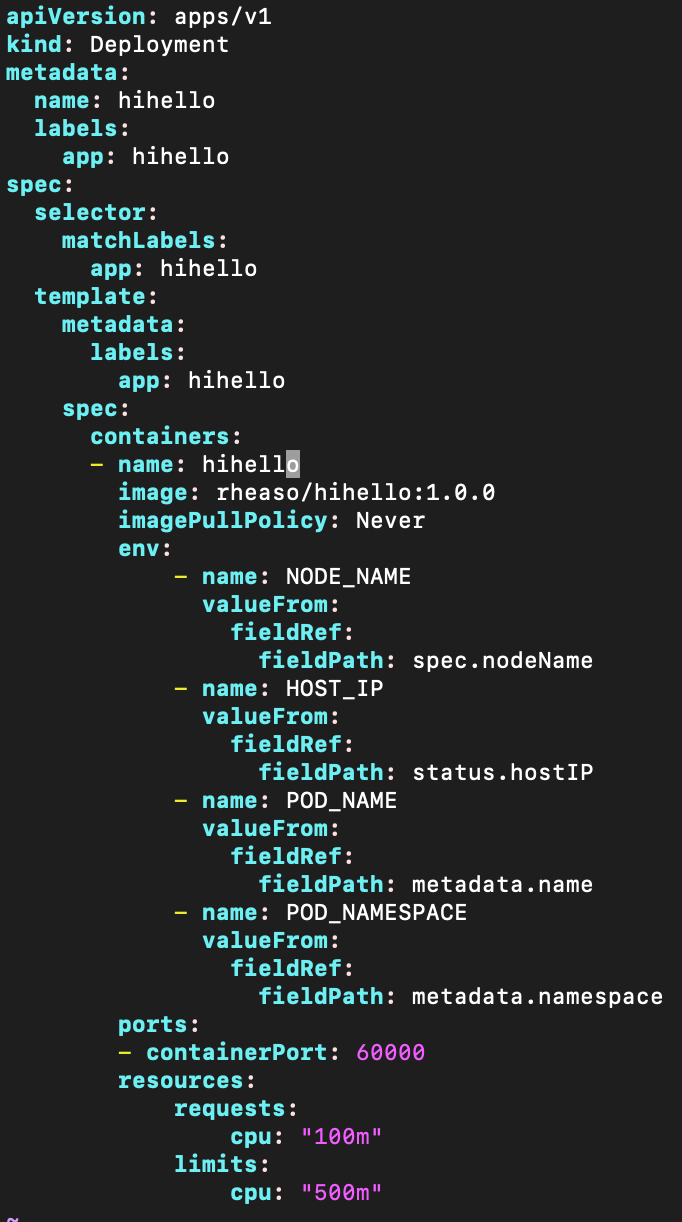 apiVersion: apps/v1
kind: Deployment
metadata:
  name: hihello
  labels:
    app: hihello
spec:
  selector:
    matchLabels:
      app: hihello
  template:
    metadata:
      labels:
        app: hihello
    spec:
      containers:
      - name: hihello
        image: rheaso/hihello:1.0.0
        imagePullPolicy: Never
        env:
            - name: NODE_NAME
              valueFrom:
                fieldRef:
                  fieldPath: spec.nodeName
            - name: HOST_IP
              valueFrom:
                fieldRef:
                  fieldPath: status.hostIP
            - name: POD_NAME
              valueFrom:
                fieldRef:
                  fieldPath: metadata.name
            - name: POD_NAMESPACE
              valueFrom:
                fieldRef:
                  fieldPath: metadata.namespace
        ports:
        - containerPort: 60000
        resources:
            requests:
                cpu: "100m"
            limits:
                cpu: "500m"
~